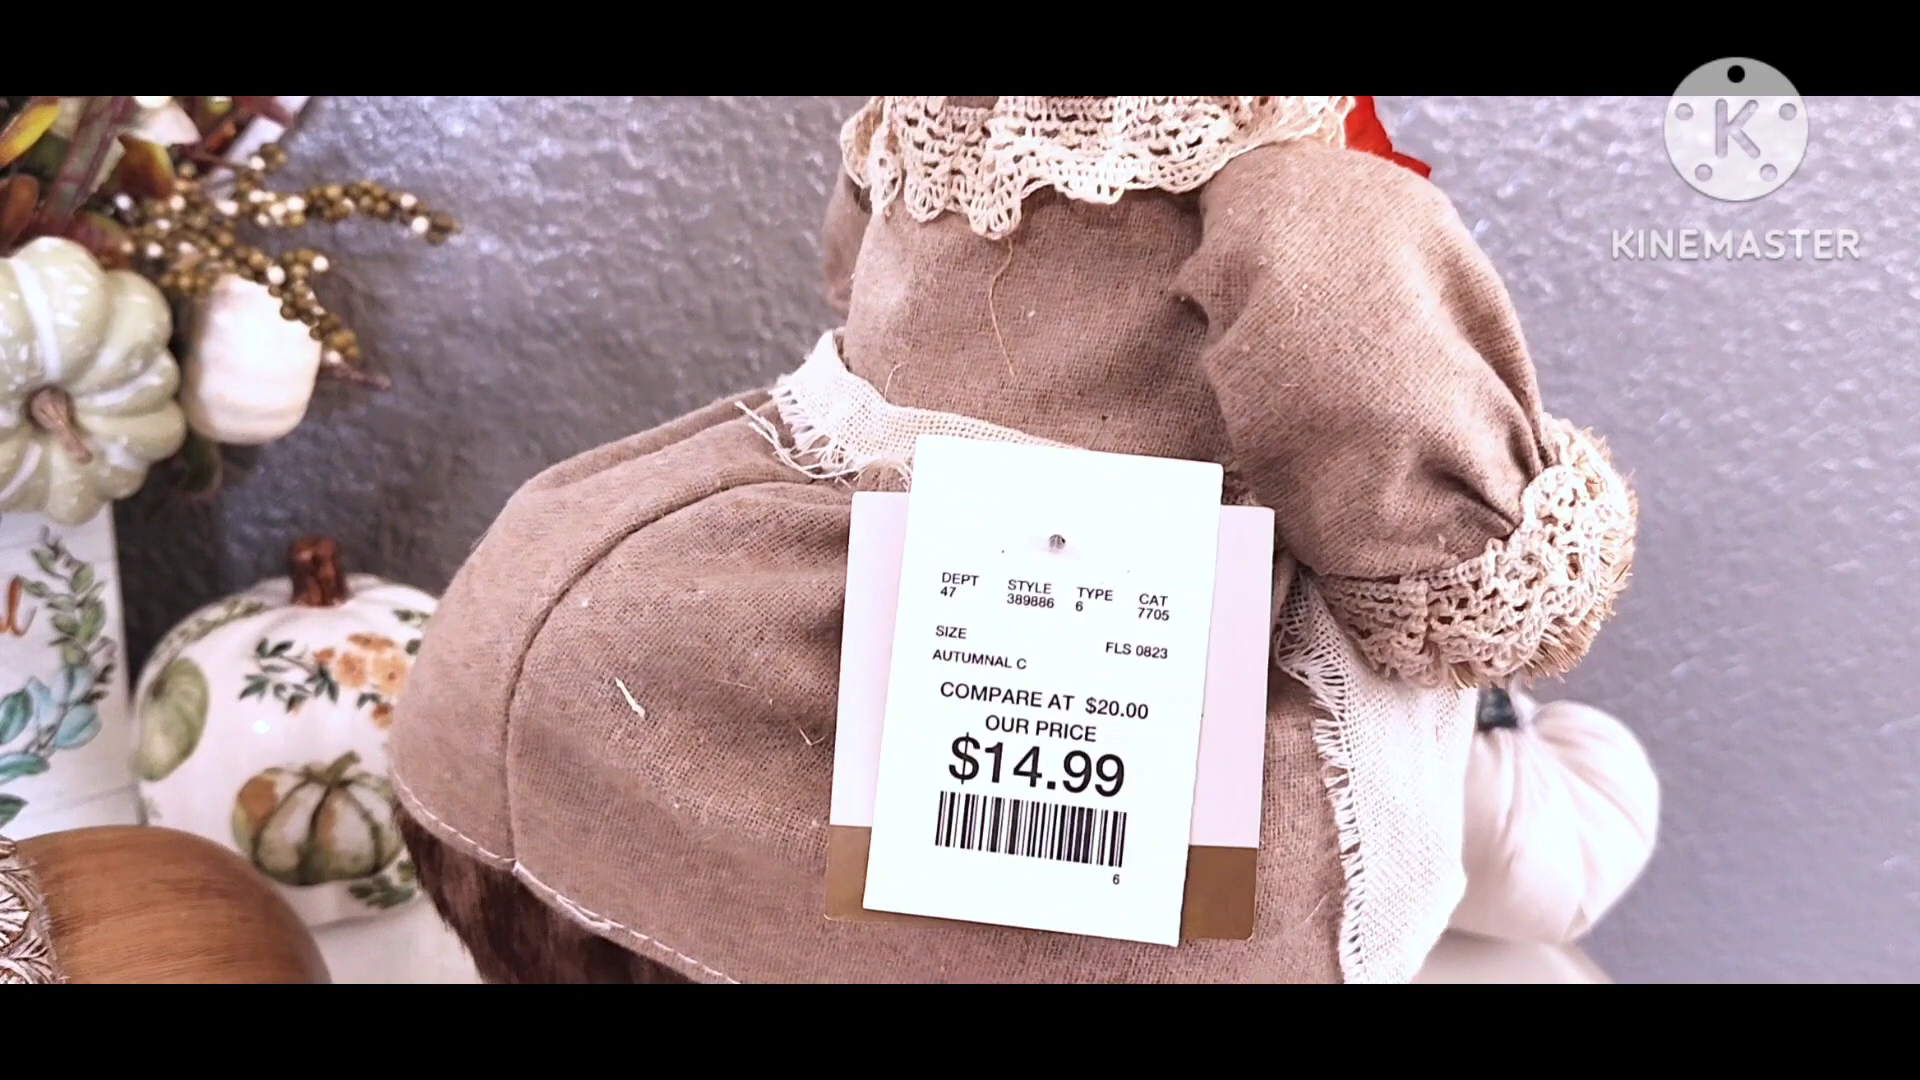 K
KINEMASTER
DEPT STYLE TYPE CAT
47 389886 6 7705
SIZE FLS 0823
AUTUMNAL C
COMPARE AT $20.00
OUR PRICE
$14.99
6